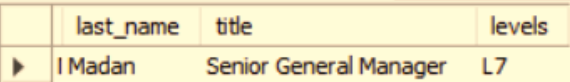 last_name title levels
I Madan Senior General Manager L7